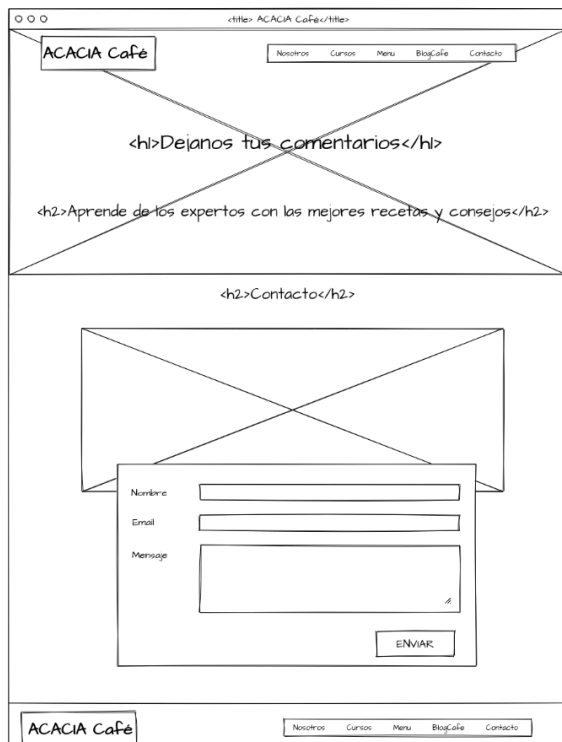 <title> ACACIA Café</title>
ACACIA Café
Nosotros Cursos Menu BlogCafe Contacto
<h1>Dejanos tus comentarios</h1>
<h2>Aprende de los expertos con las mejores recetas y consejos</h2>
<h2>Contacto</h2>
Nombre
Email
Mensaje
ENVIAR
ACACIA Café
Nosotros Cursos Menu BlogCafe Contacto